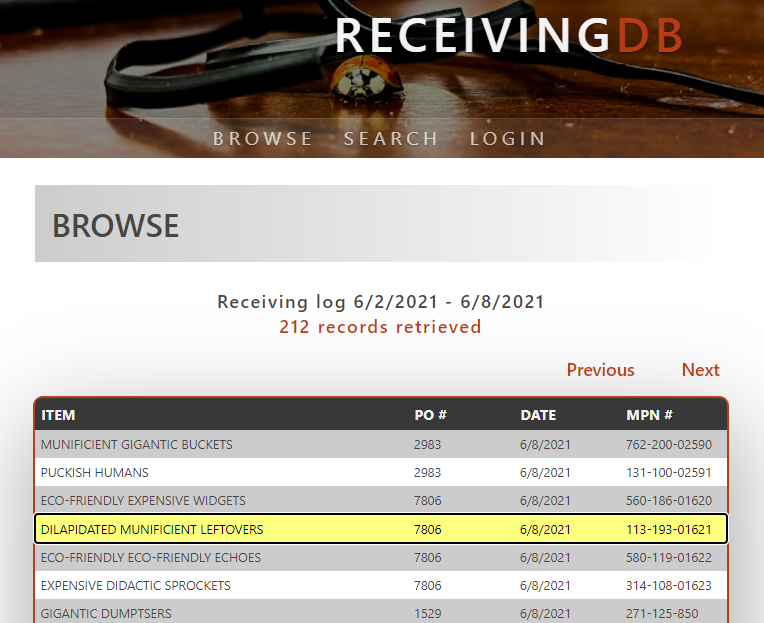 RECEIVINGDB
BROWSE SEARCH LOGIN
BROWSE
Receiving log 6/2/2021 - 6/8/2021
212 records retrieved
Previous Next
ITEM PO # DATE MPN #
MUNIFICIENT GIGANTIC BUCKETS 2983 6/8/2021 762-200-02590
PUCKISH HUMANS 2983 6/8/2021 131-100-02591
ECO-FRIENDLY EXPENSIVE WIDGETS 7806 6/8/2021 560-186-01620
DILAPIDATED MUNIFICIENT LEFTOVERS 7806 6/8/2021 113-193-01621
ECO-FRIENDLY ECO-FRIENDLY ECHOES 7806 6/8/2021 580-119-01622
EXPENSIVE DIDACTIC SPROCKETS 7806 6/8/2021 314-108-01623
GIGANTIC DUMPTSERS 1529 6/8/2021 271-125-850